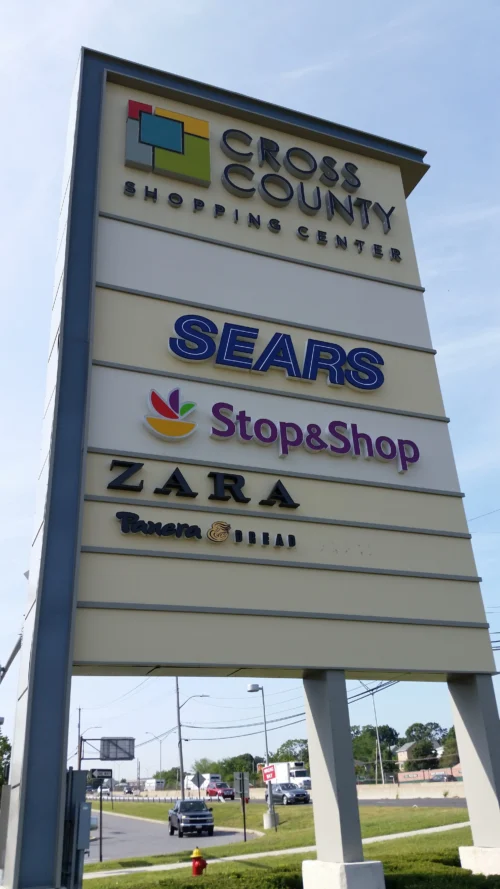 CROSS
COUNTY
SHOPPING CENTER
SEARS
Stop&Shop
ZARA
Panera BREAD